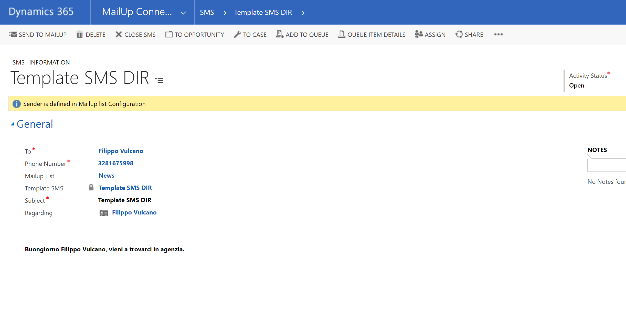 Dynamics 365 MailUp Conne... SMS Template SMS DIR
SEND TO MAILUP DELETE CLOSE SMS TO OPPORTUNITY TO CASE ADD TO QUEUE QUEUE ITEM DETAILS ASSIGN SHARE
SMS : INFORMATION
Template SMS DIR
Activity Status*
Open
Sender is defined in Mailup list Configuration
General
To* Filippo Vulcano
Phone Number* 3281675998
Mailup List News
Template SMS Template SMS DIR
Subject* Template SMS DIR
Regarding Filippo Vulcano
NOTES
No Notes foun
Buongiorno Filippo Vulcano, vieni a trovarci in agenzia.